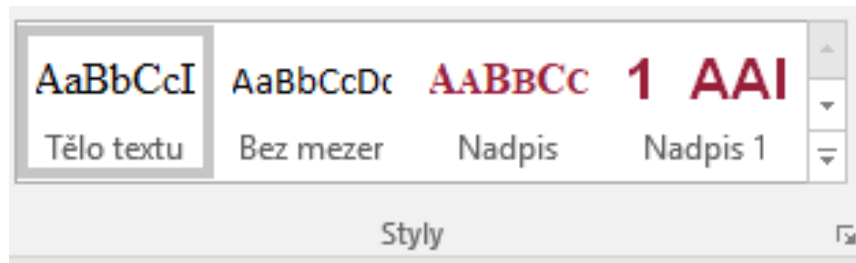 AaBbCcI AaBbCcDc AABBCC 1 AAI
Tělo textu Bez mezer Nadpis Nadpis 1
Styly